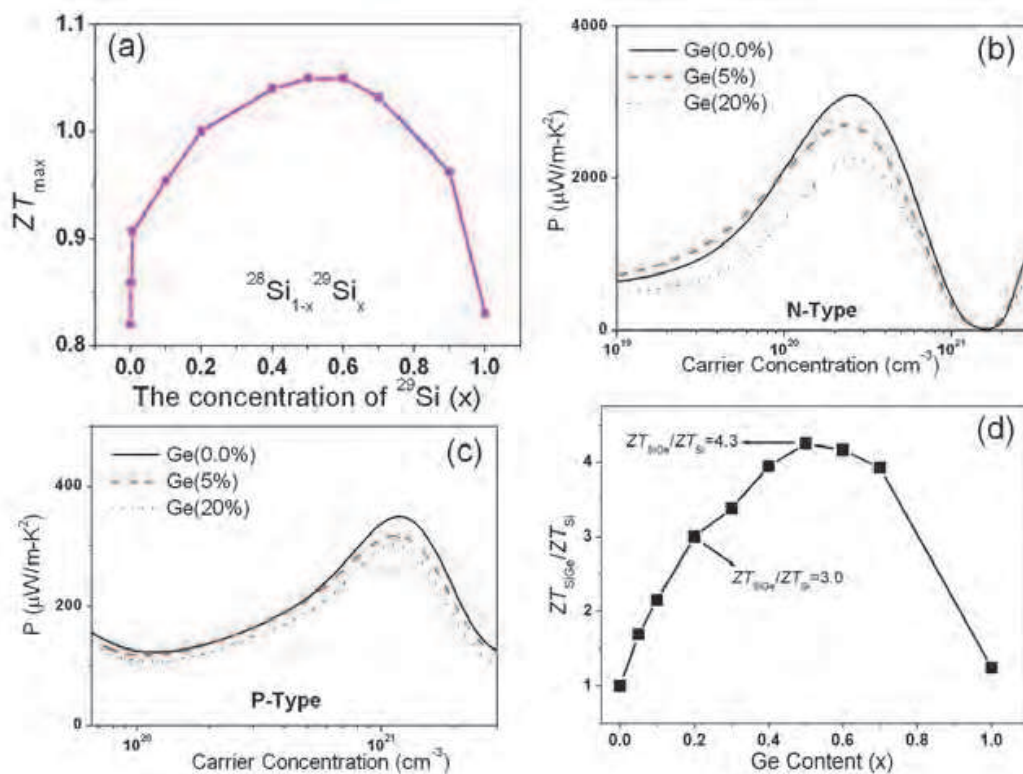 (a)
1.1
1.0
0.9
0.8
ZTmax
²⁸Si₁₋ₓ²⁹Siₓ
0.0 0.2 0.4 0.6 0.8 1.0
The concentration of ²⁹Si (x)
(b)
Ge(0.0%)
Ge(5%)
Ge(20%)
4000
2000
0
P (μW/m-K²)
N-Type
10¹⁹ 10²⁰ 10²¹
Carrier Concentration (cm⁻³)
(c)
Ge(0.0%)
Ge(5%)
Ge(20%)
400
200
0
P (μW/m-K²)
P-Type
10²⁰ 10²¹
Carrier Concentration (cm⁻³)
(d)
ZTSiGe/ZTSi=4.3
4
3
2
1
ZTSiGe/ZTSi
ZTSiGe/ZTSi=3.0
0.0 0.2 0.4 0.6 0.8 1.0
Ge Content (x)